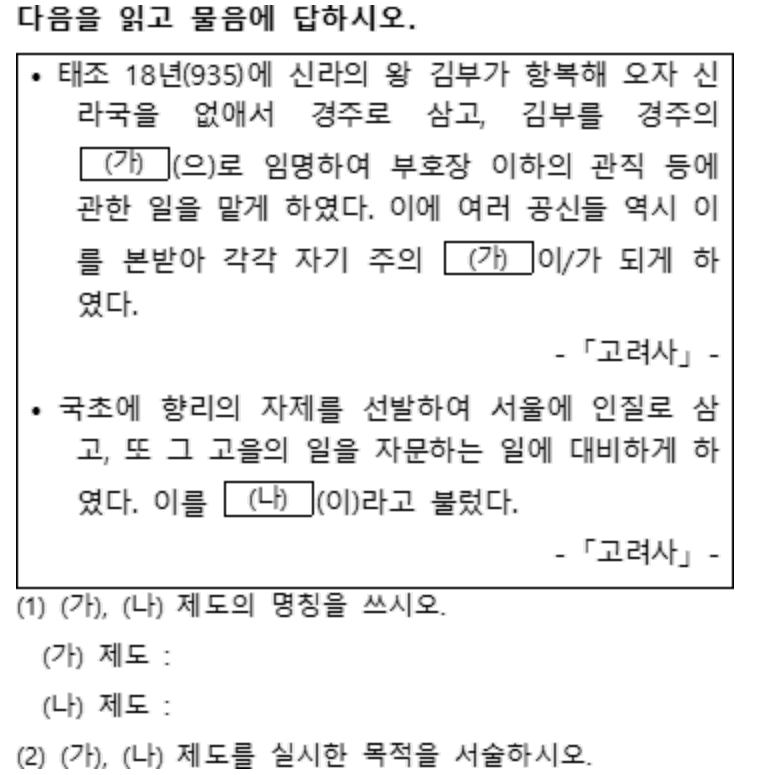 다음을 읽고 물음에 답하시오.
• 태조 18년(935)에 신라의 왕 김부가 항복해 오자 신
라국을 없애서 경주로 삼고, 김부를 경주의
(가) (으)로 임명하여 부호장 이하의 관직 등에
관한 일을 맡게 하였다. 이에 여러 공신들 역시 이
를 본받아 각각 자기 주의 (가) 이/가 되게 하
였다.
- 「고려사」 -
• 국초에 향리의 자제를 선발하여 서울에 인질로 삼
고, 또 그 고을의 일을 자문하는 일에 대비하게 하
였다. 이를 (나) (이)라고 불렀다.
- 「고려사」 -
(1) (가), (나) 제도의 명칭을 쓰시오.
(가) 제도 :
(나) 제도 :
(2) (가), (나) 제도를 실시한 목적을 서술하시오.